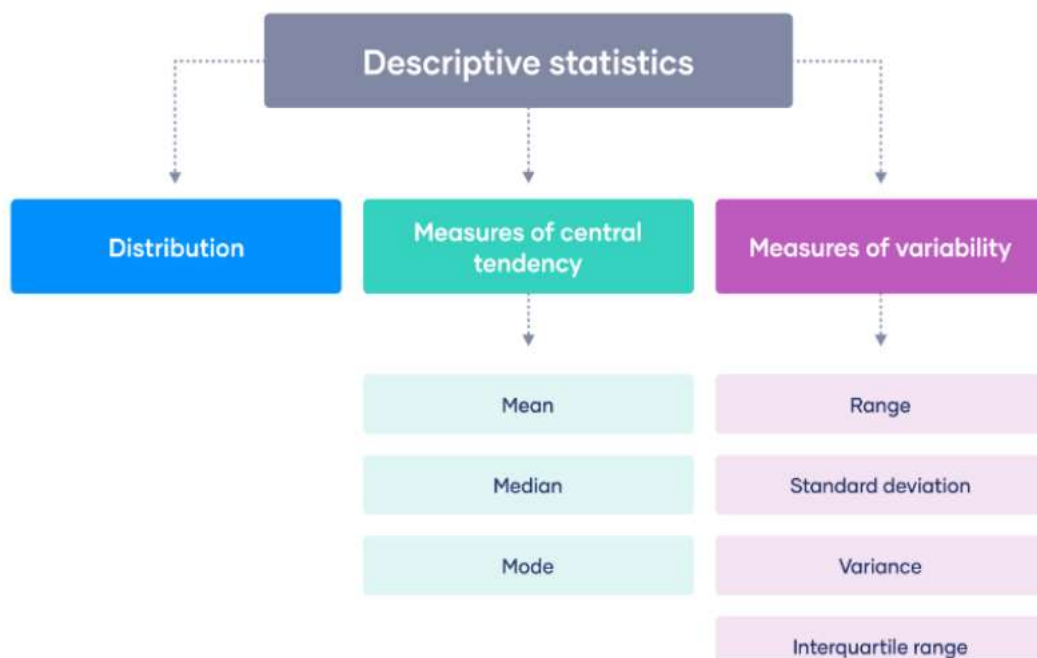 Descriptive statistics
Distribution
Measures of central
tendency
Measures of variability
Mean
Median
Mode
Range
Standard deviation
Variance
Interquartile range